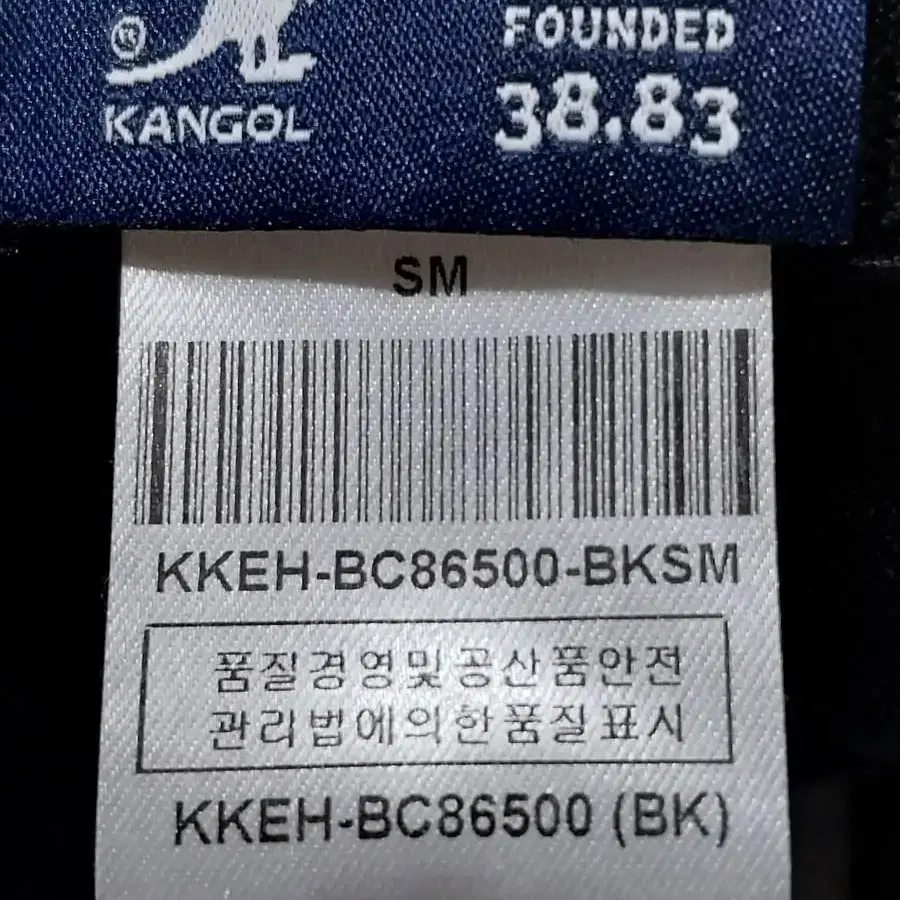 ®
KANGOL
FOUNDED
38.83
SM
KKEH-BC86500-BKSM
품질경영및공산품안전
관리법에의한품질표시
KKEH-BC86500 (BK)